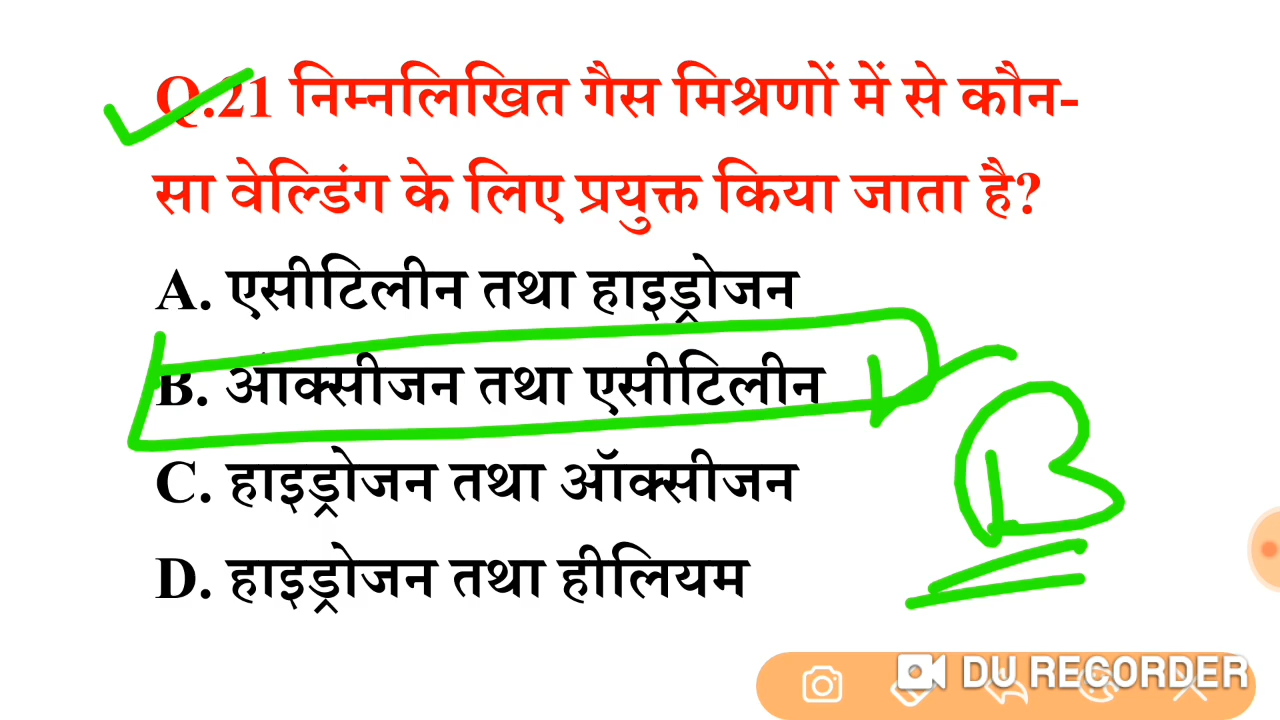 Q.21 निम्नलिखित गैस मिश्रणों में से कौन-
सा वेल्डिंग के लिए प्रयुक्त किया जाता है?
A. एसीटिलीन तथा हाइड्रोजन
B. ऑक्सीजन तथा एसीटिलीन
B
C. हाइड्रोजन तथा ऑक्सीजन
D. हाइड्रोजन तथा हीलियम
DU RECORDER